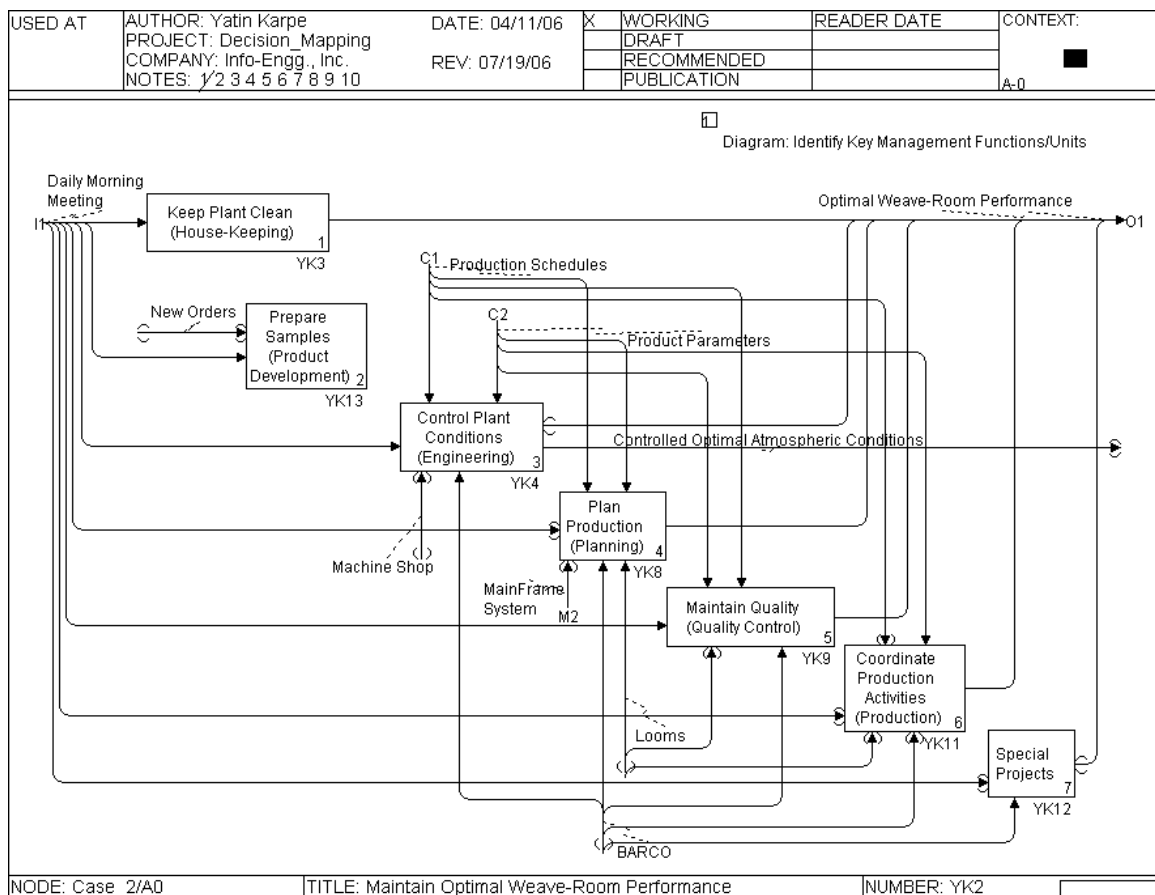 USED AT
AUTHOR: Yatin Karpe
PROJECT: Decision_Mapping
COMPANY: Info-Engg., Inc.
NOTES: 1 2 3 4 5 6 7 8 9 10
DATE: 04/11/06
REV: 07/19/06
X
WORKING
DRAFT
RECOMMENDED
PUBLICATION
READER DATE
CONTEXT:
A-0
1
Diagram: Identify Key Management Functions/Units
Daily Morning
Meeting
I1
Keep Plant Clean
(House-Keeping)
1
YK3
Optimal Weave-Room Performance
O1
C1
Production Schedules
New Orders
Prepare
Samples
(Product
Development)
2
YK13
C2
Product Parameters
Control Plant
Conditions
(Engineering)
3
YK4
Controlled Optimal Atmospheric Conditions
Plan
Production
(Planning)
4
YK8
Machine Shop
MainFrame
System
M2
Maintain Quality
(Quality Control)
5
YK9
Coordinate
Production
Activities
(Production)
6
YK11
Looms
Special
Projects
7
YK12
BARCO
NODE: Case 2/A0
TITLE: Maintain Optimal Weave-Room Performance
NUMBER: YK2